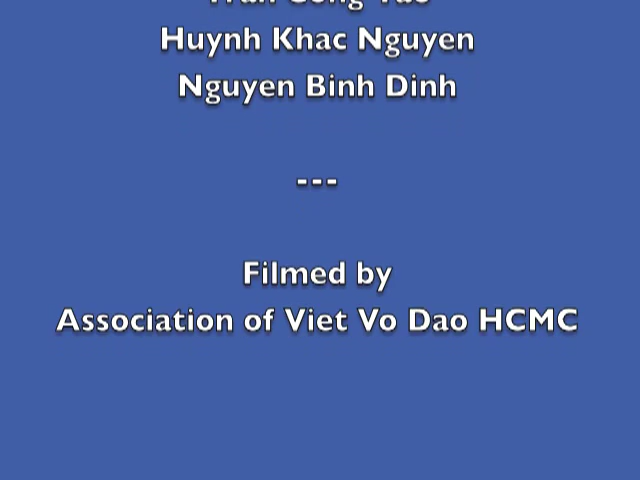 Huynh Khac Nguyen
Nguyen Binh Dinh
---
Filmed by
Association of Viet Vo Dao HCMC